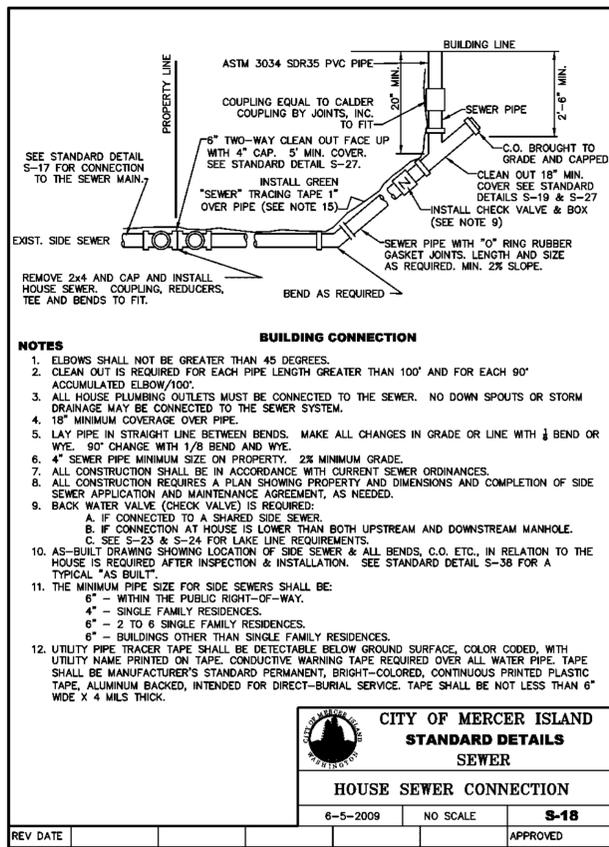 BUILDING LINE
PROPERTY LINE
ASTM 3034 SDR35 PVC PIPE
20" MIN.
2'-6" MIN.
COUPLING EQUAL TO CALDER
COUPLING BY JOINTS, INC.
TO FIT
SEWER PIPE
6" TWO-WAY CLEAN OUT FACE UP
WITH 4" CAP. 5' MIN. COVER.
SEE STANDARD DETAIL S-27.
C.O. BROUGHT TO
GRADE AND CAPPED
SEE STANDARD DETAIL
S-17 FOR CONNECTION
TO THE SEWER MAIN.
CLEAN OUT 18" MIN.
COVER SEE STANDARD
DETAILS S-19 & S-27
INSTALL GREEN
"SEWER" TRACING TAPE 1'
OVER PIPE (SEE NOTE 15)
INSTALL CHECK VALVE & BOX
(SEE NOTE 9)
EXIST. SIDE SEWER
SEWER PIPE WITH "O" RING RUBBER
GASKET JOINTS. LENGTH AND SIZE
AS REQUIRED. MIN. 2% SLOPE.
REMOVE 2x4 AND CAP AND INSTALL
HOUSE SEWER. COUPLING, REDUCERS,
TEE AND BENDS TO FIT.
BEND AS REQUIRED
BUILDING CONNECTION
NOTES
1. ELBOWS SHALL NOT BE GREATER THAN 45 DEGREES.
2. CLEAN OUT IS REQUIRED FOR EACH PIPE LENGTH GREATER THAN 100' AND FOR EACH 90°
ACCUMULATED ELBOW/100'.
3. ALL HOUSE PLUMBING OUTLETS MUST BE CONNECTED TO THE SEWER. NO DOWN SPOUTS OR STORM
DRAINAGE MAY BE CONNECTED TO THE SEWER SYSTEM.
4. 18" MINIMUM COVERAGE OVER PIPE.
5. LAY PIPE IN STRAIGHT LINE BETWEEN BENDS. MAKE ALL CHANGES IN GRADE OR LINE WITH BEND OR
WYE. 90° CHANGE WITH 1/8 BEND AND WYE.
6. 4" SEWER PIPE MINIMUM SIZE ON PROPERTY. 2% MINIMUM GRADE.
7. ALL CONSTRUCTION SHALL BE IN ACCORDANCE WITH CURRENT SEWER ORDINANCES.
8. ALL CONSTRUCTION REQUIRES A PLAN SHOWING PROPERTY AND DIMENSIONS AND COMPLETION OF SIDE
SEWER APPLICATION AND MAINTENANCE AGREEMENT, AS NEEDED.
9. BACK WATER VALVE (CHECK VALVE) IS REQUIRED:
A. IF CONNECTED TO A SHARED SIDE SEWER.
B. IF CONNECTION AT HOUSE IS LOWER THAN BOTH UPSTREAM AND DOWNSTREAM MANHOLE.
C. SEE S-23 & S-24 FOR LAKE LINE REQUIREMENTS.
10. AS-BUILT DRAWING SHOWING LOCATION OF SIDE SEWER & ALL BENDS, C.O. ETC., IN RELATION TO THE
HOUSE IS REQUIRED AFTER INSPECTION & INSTALLATION. SEE STANDARD DETAIL S-38 FOR A
TYPICAL "AS BUILT".
11. THE MINIMUM PIPE SIZE FOR SIDE SEWERS SHALL BE:
6" - WITHIN THE PUBLIC RIGHT-OF-WAY.
4" - SINGLE FAMILY RESIDENCES.
6" - 2 TO 6 SINGLE FAMILY RESIDENCES.
6" - BUILDINGS OTHER THAN SINGLE FAMILY RESIDENCES.
12. UTILITY PIPE TRACER TAPE SHALL BE DETECTABLE BELOW GROUND SURFACE, COLOR CODED, WITH
UTILITY NAME PRINTED ON TAPE. CONDUCTIVE WARNING TAPE REQUIRED OVER ALL WATER PIPE. TAPE
SHALL BE MANUFACTURER'S STANDARD PERMANENT, BRIGHT-COLORED, CONTINUOUS PRINTED PLASTIC
TAPE, ALUMINUM BACKED, INTENDED FOR DIRECT-BURIAL SERVICE. TAPE SHALL BE NOT LESS THAN 6"
WIDE X 4 MILS THICK.
CITY OF MERCER ISLAND
WASHINGTON
CITY OF MERCER ISLAND
STANDARD DETAILS
SEWER
HOUSE SEWER CONNECTION
6-5-2009 NO SCALE S-18
REV DATE APPROVED